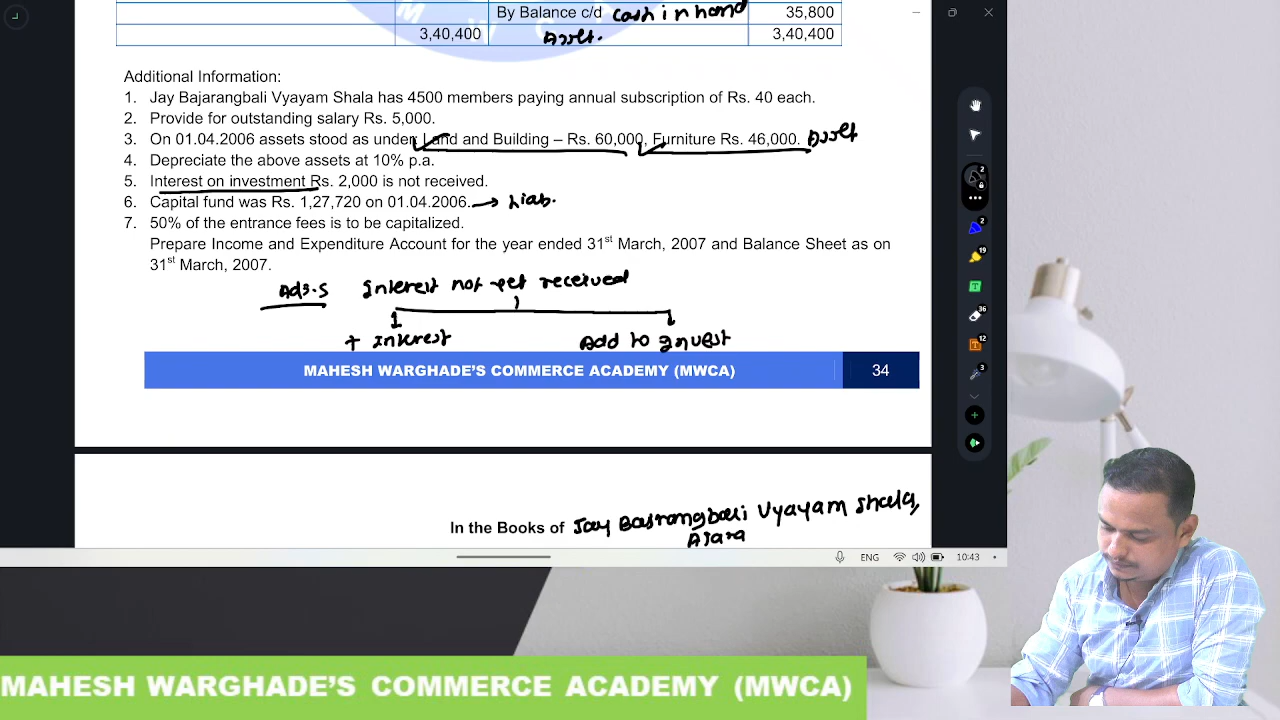 By Balance c/d cash in hand 35,800
3,40,400 Asset. 3,40,400
Additional Information:
1. Jay Bajarangbali Vyayam Shala has 4500 members paying annual subscription of Rs. 40 each.
2. Provide for outstanding salary Rs. 5,000.
3. On 01.04.2006 assets stood as under Land and Building – Rs. 60,000, Furniture Rs. 46,000. Asset
4. Depreciate the above assets at 10% p.a.
5. Interest on investment Rs. 2,000 is not received.
6. Capital fund was Rs. 1,27,720 on 01.04.2006. → Liab.
7. 50% of the entrance fees is to be capitalized.
Prepare Income and Expenditure Account for the year ended 31st March, 2007 and Balance Sheet as on
31st March, 2007.
Adj.5 Interest not yet received
+ Interest Add to Invest
MAHESH WARGHADE'S COMMERCE ACADEMY (MWCA) 34
In the Books of Jay Bajrangbali Vyayam Shala,
Ajara
ENG 10:43
MAHESH WARGHADE'S COMMERCE ACADEMY (MWCA)